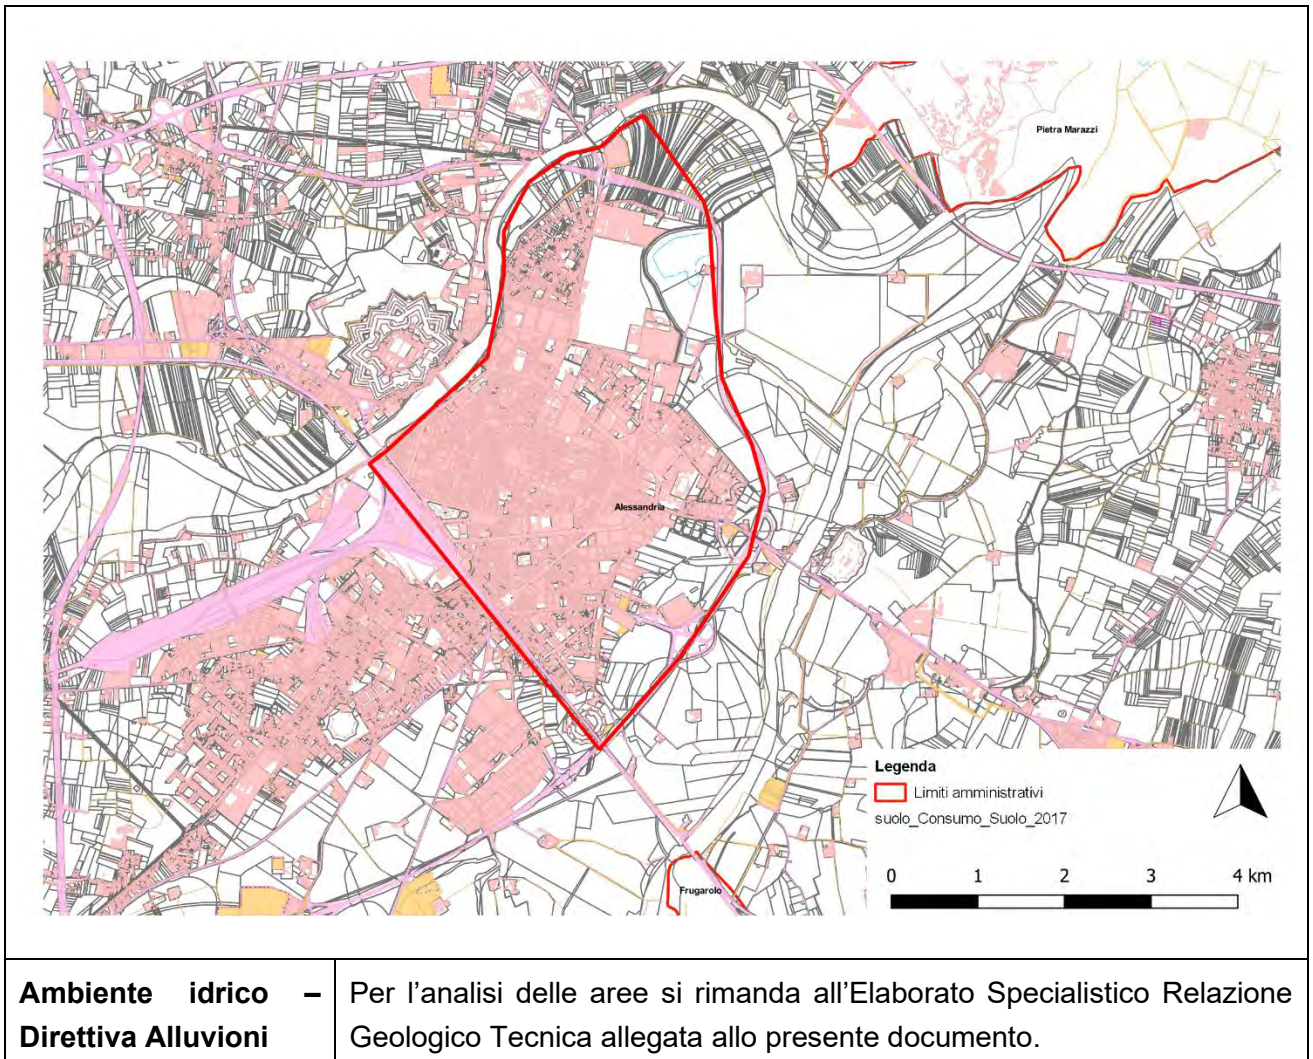 Pietra Marazzi
Alessandria
Legenda
Limiti amministrativi
suolo_Consumo_Suolo_2017
0 1 2 3 4 km
Frugarolo
Ambiente idrico –
Direttiva Alluvioni
Per l’analisi delle aree si rimanda all’Elaborato Specialistico Relazione
Geologico Tecnica allegata allo presente documento.